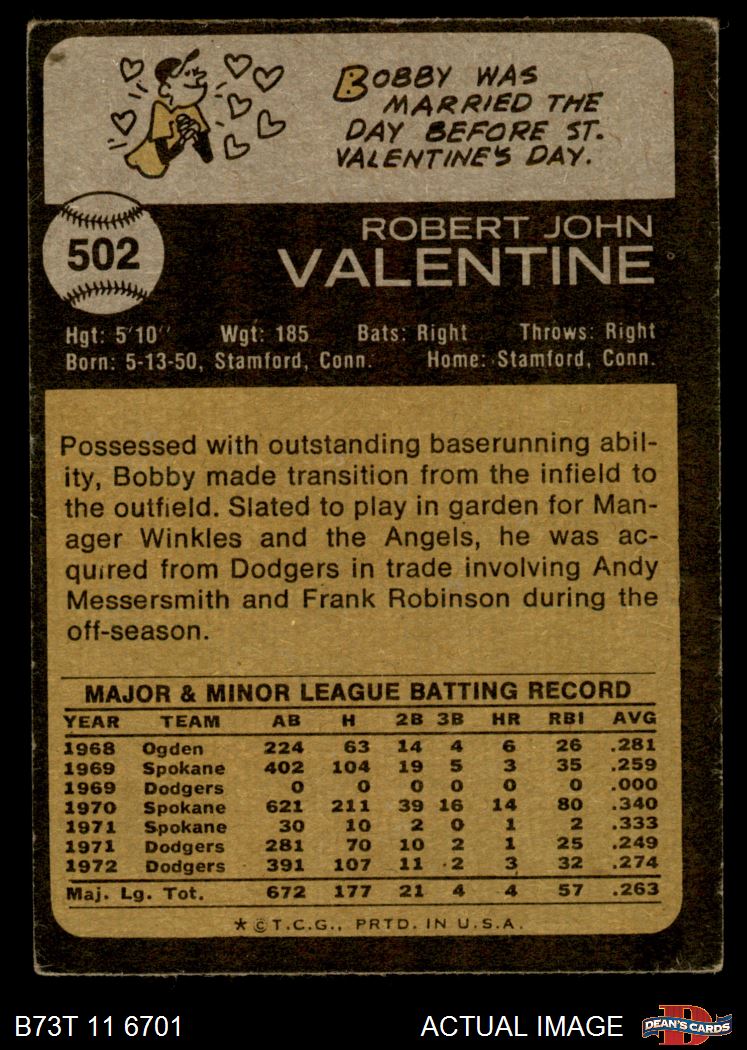 BOBBY WAS
MARRIED THE
DAY BEFORE ST.
VALENTINE'S DAY.
502
ROBERT JOHN
VALENTINE
Hgt: 5'10'' Wgt: 185 Bats: Right Throws: Right
Born: 5-13-50, Stamford, Conn. Home: Stamford, Conn.
Possessed with outstanding baserunning abil-
ity, Bobby made transition from the infield to
the outfield. Slated to play in garden for Man-
ager Winkles and the Angels, he was ac-
quired from Dodgers in trade involving Andy
Messersmith and Frank Robinson during the
off-season.
MAJOR & MINOR LEAGUE BATTING RECORD
YEAR TEAM AB H 2B 3B HR RBI AVG
1968 Ogden 224 63 14 4 6 26 .281
1969 Spokane 402 104 19 5 3 35 .259
1969 Dodgers 0 0 0 0 0 0 .000
1970 Spokane 621 211 39 16 14 80 .340
1971 Spokane 30 10 2 0 1 2 .333
1971 Dodgers 281 70 10 2 1 25 .249
1972 Dodgers 391 107 11 2 3 32 .274
Maj. Lg. Tot. 672 177 21 4 4 57 .263
*©T.C.G., PRTD. IN U.S.A.
B73T 11 6701 ACTUAL IMAGE DEAN'S CARDS